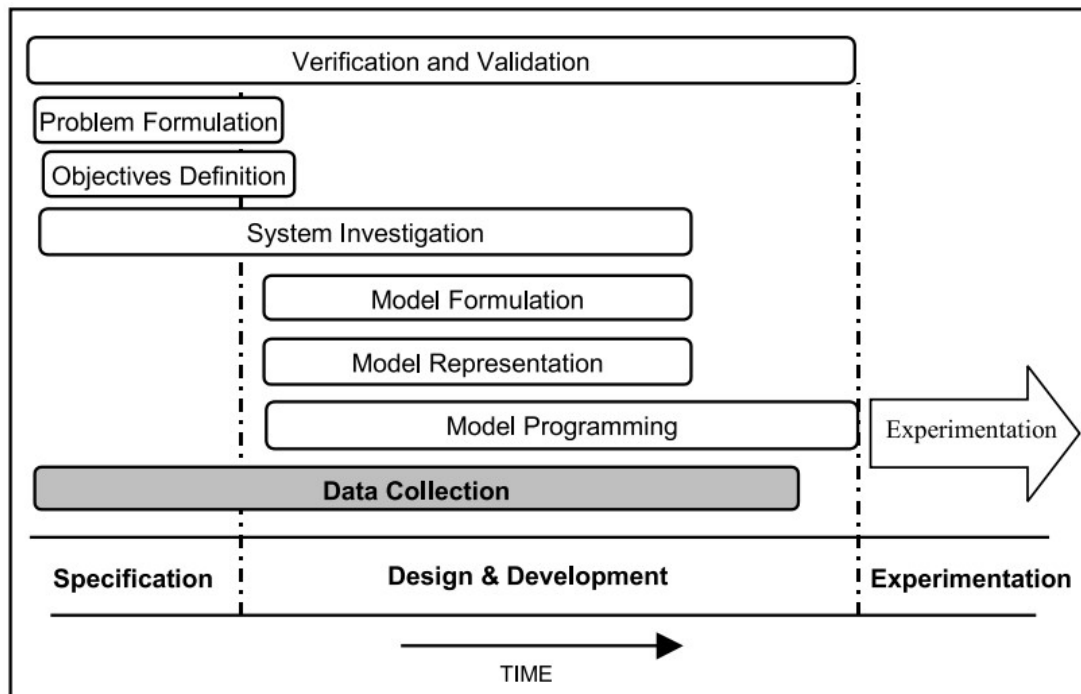 Verification and Validation
Problem Formulation
Objectives Definition
System Investigation
Model Formulation
Model Representation
Model Programming
Experimentation
Data Collection
Specification
Design & Development
Experimentation
TIME